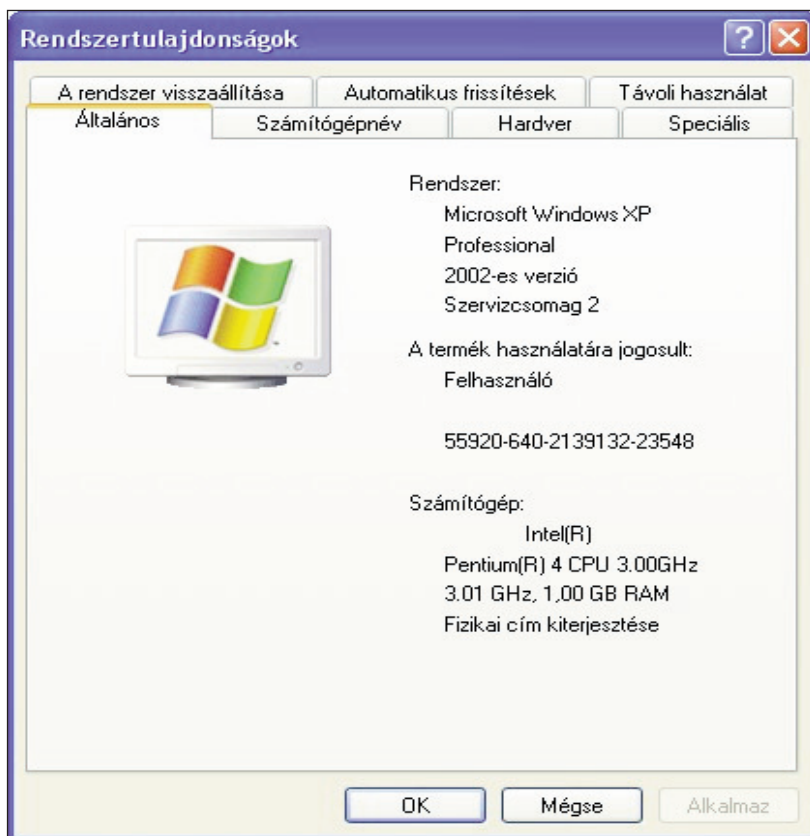 Rendszertulajdonságok
A rendszer visszaállítása
Automatikus frissítések
Távoli használat
Általános
Számítógépnév
Hardver
Speciális
Rendszer:
Microsoft Windows XP
Professional
2002-es verzió
Szervizcsomag 2
A termék használatára jogosult:
Felhasználó
55920-640-2139132-23548
Számítógép:
Intel(R)
Pentium(R) 4 CPU 3.00GHz
3.01 GHz, 1,00 GB RAM
Fizikai cím kiterjesztése
OK
Mégse
Alkalmaz